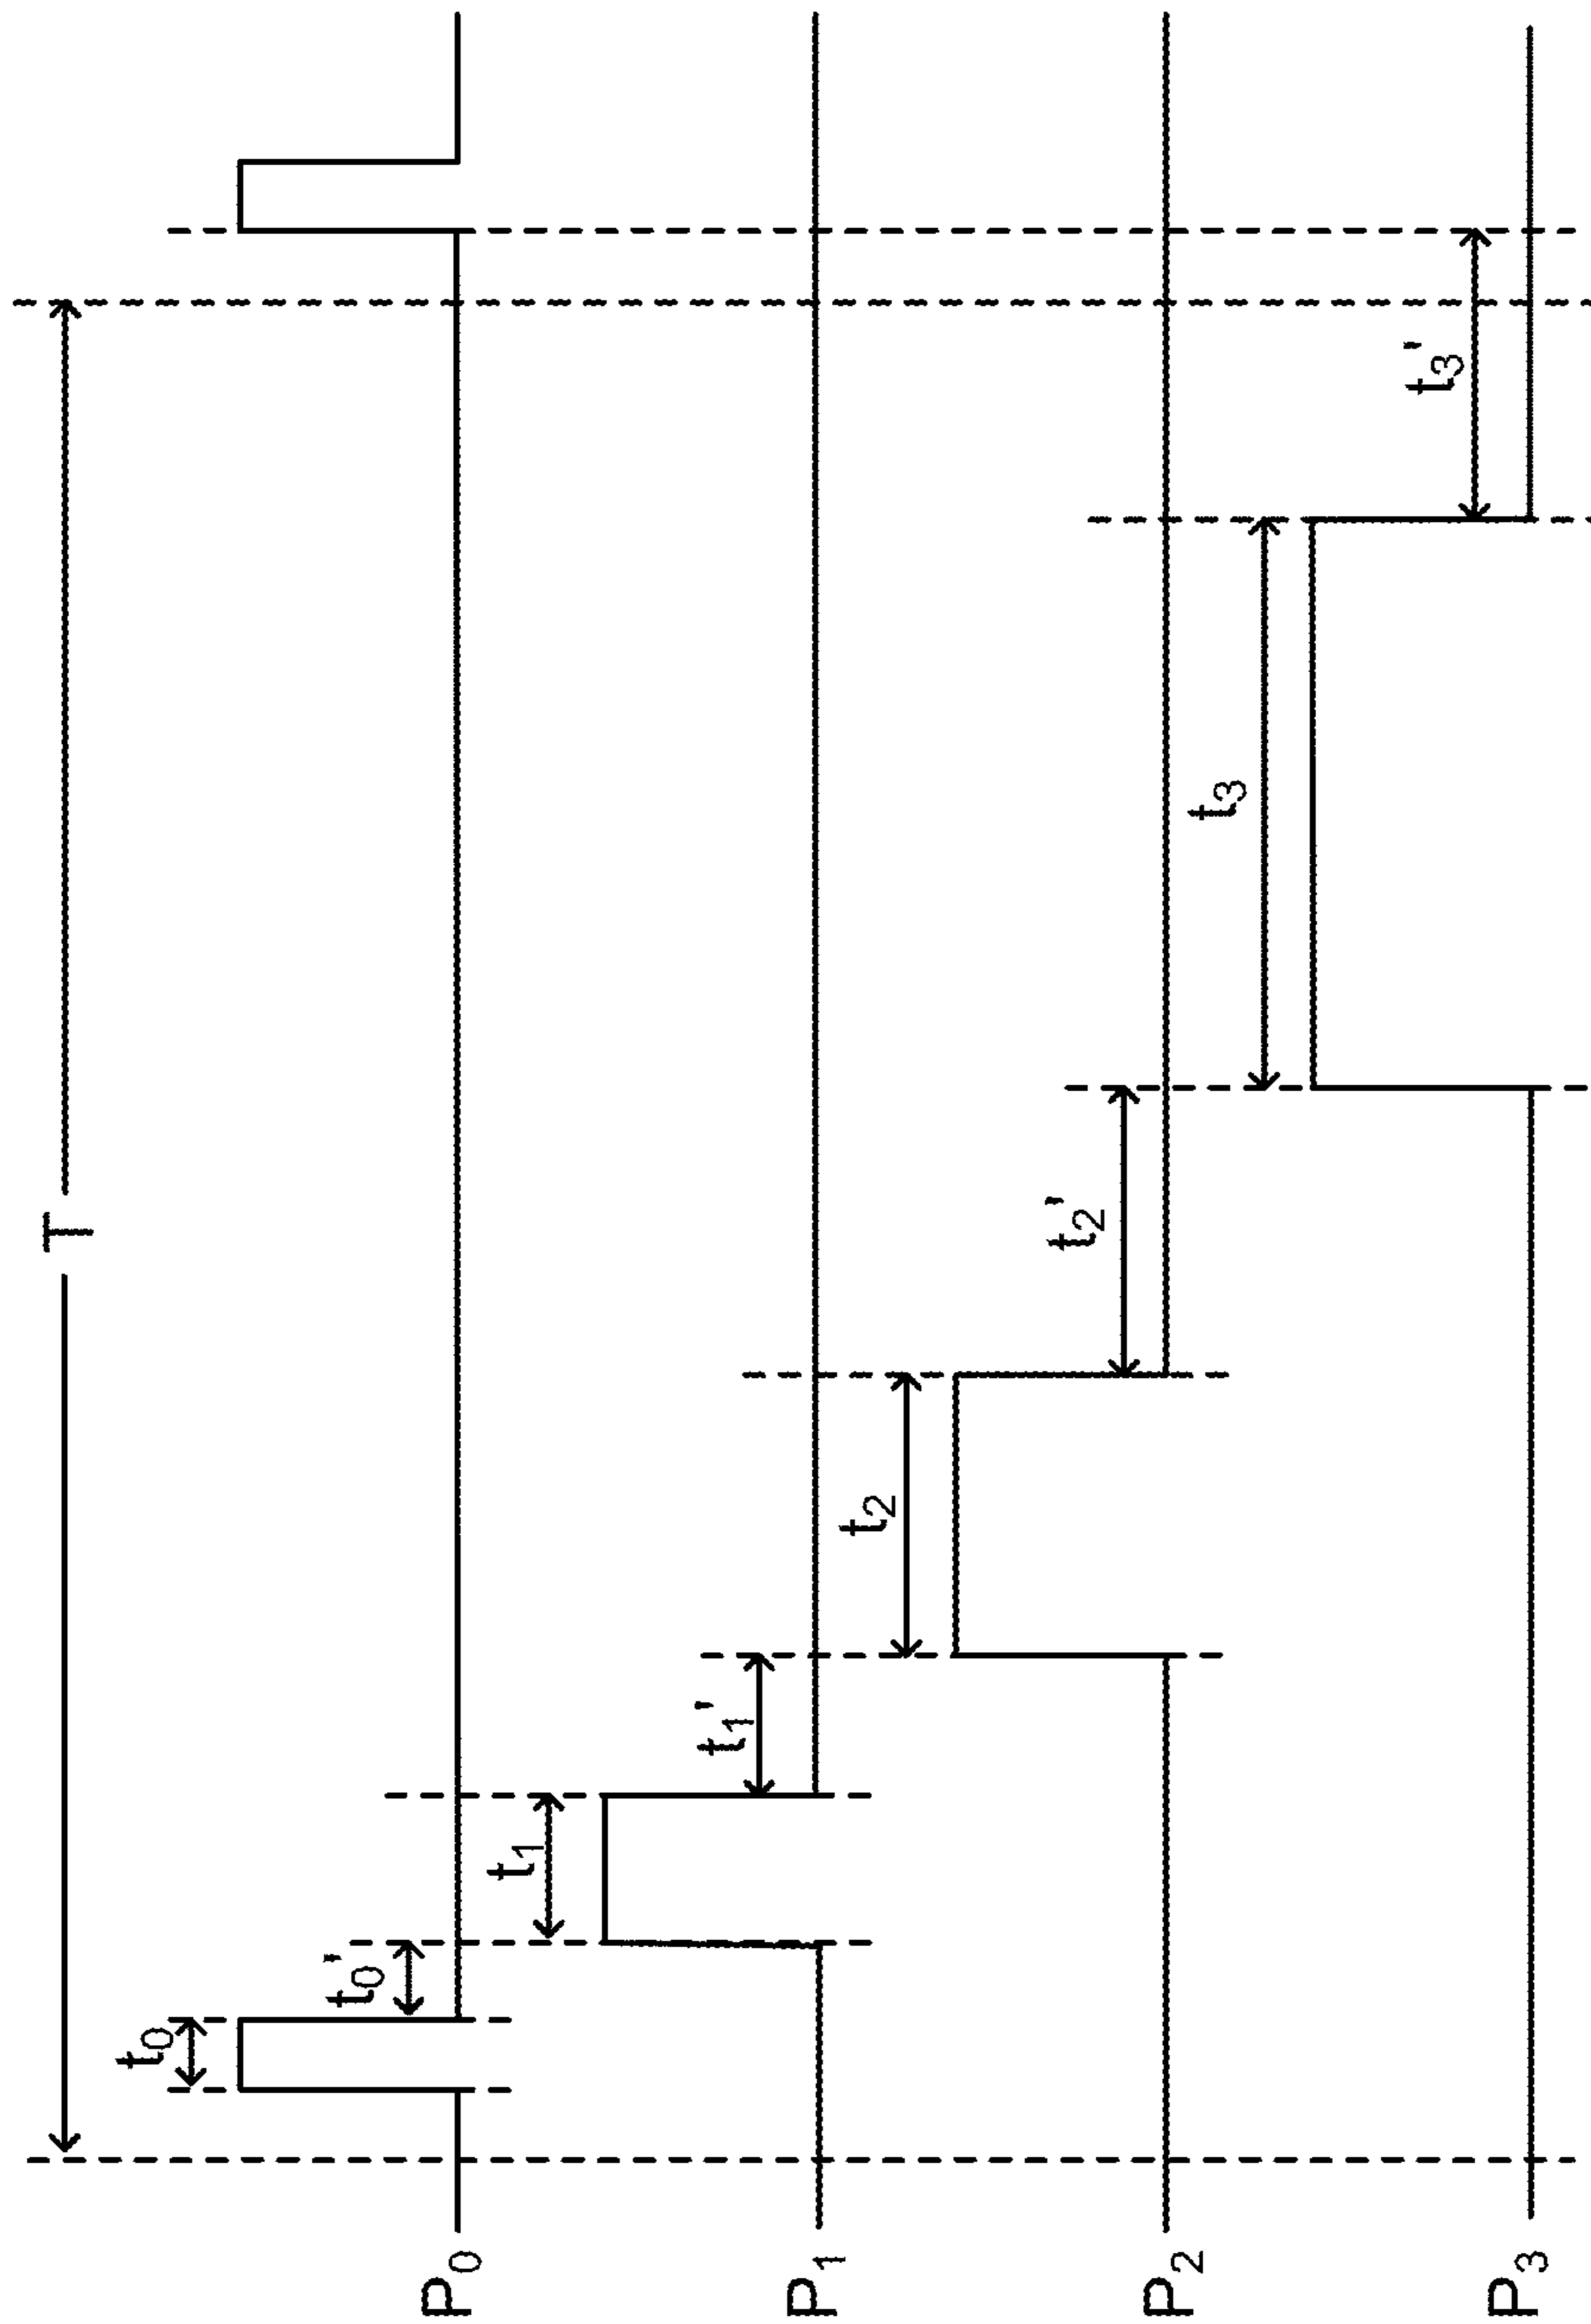 T
P₀
t₀
t₀'
P₁
t₁
t₁'
P₂
t₂
t₂'
P₃
t₃
t₃'